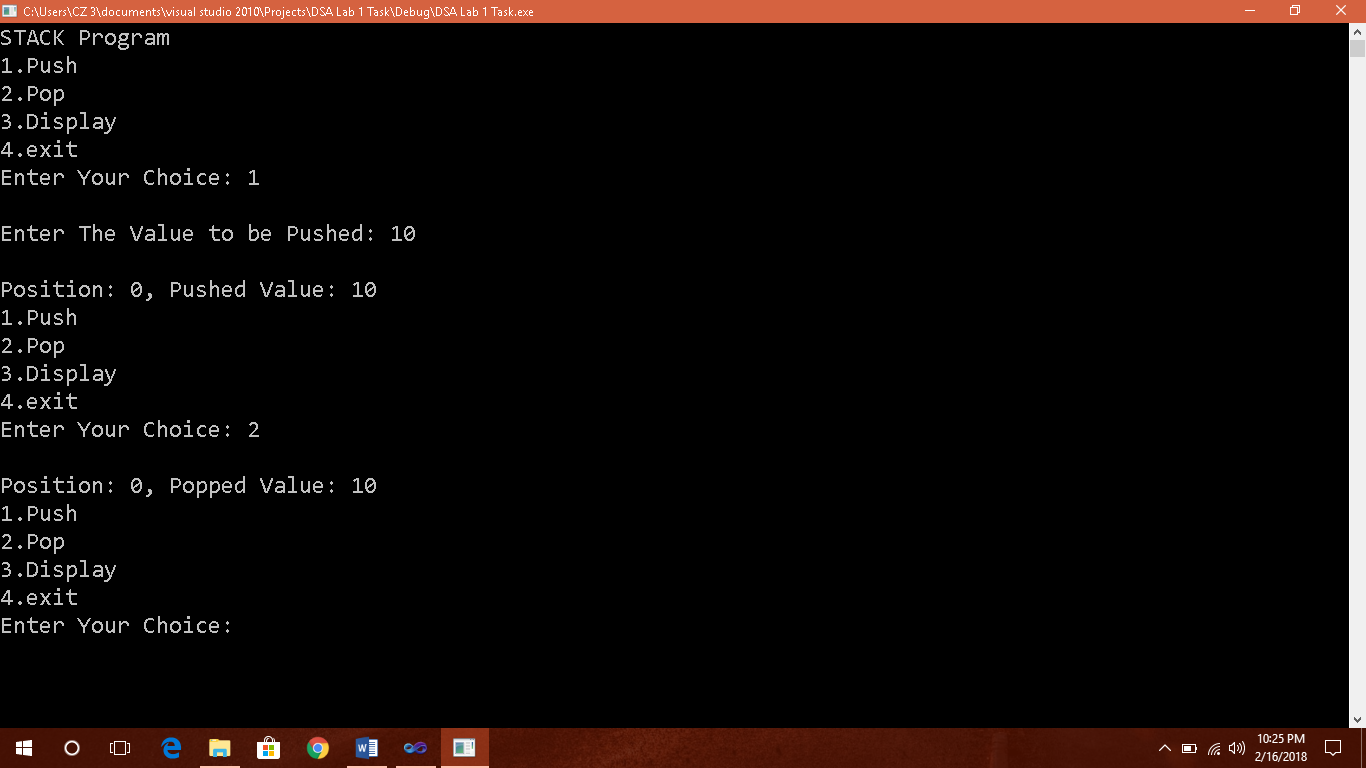 C:\Users\CZ 3\documents\visual studio 2010\Projects\DSA Lab 1 Task\Debug\DSA Lab 1 Task.exe
STACK Program
1.Push
2.Pop
3.Display
4.exit
Enter Your Choice: 1
Enter The Value to be Pushed: 10
Position: 0, Pushed Value: 10
1.Push
2.Pop
3.Display
4.exit
Enter Your Choice: 2
Position: 0, Popped Value: 10
1.Push
2.Pop
3.Display
4.exit
Enter Your Choice:
10:25 PM
2/16/2018